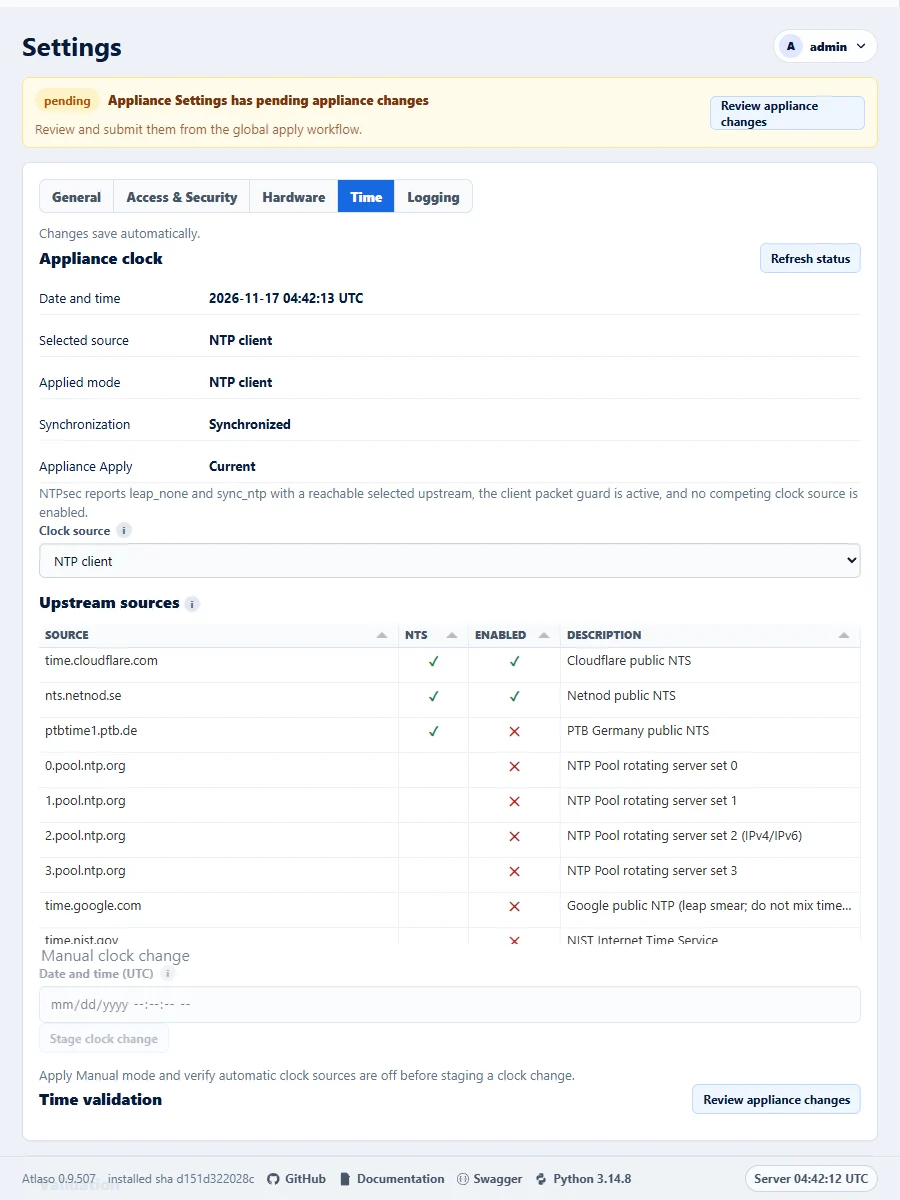 Settings
A admin
pending Appliance Settings has pending appliance changes
Review and submit them from the global apply workflow.
Review appliance
changes
General Access & Security Hardware Time Logging
Changes save automatically.
Appliance clock
Refresh status
Date and time 2026-11-17 04:42:13 UTC
Selected source NTP client
Applied mode NTP client
Synchronization Synchronized
Appliance Apply Current
NTPsec reports leap_none and sync_ntp with a reachable selected upstream, the client packet guard is active, and no competing clock source is
enabled.
Clock source i
NTP client
Upstream sources i
SOURCE NTS ENABLED DESCRIPTION
time.cloudflare.com ✓ ✓ Cloudflare public NTS
nts.netnod.se ✓ ✓ Netnod public NTS
ptbtime1.ptb.de ✓ ✕ PTB Germany public NTS
0.pool.ntp.org ✕ NTP Pool rotating server set 0
1.pool.ntp.org ✕ NTP Pool rotating server set 1
2.pool.ntp.org ✕ NTP Pool rotating server set 2 (IPv4/IPv6)
3.pool.ntp.org ✕ NTP Pool rotating server set 3
time.google.com ✕ Google public NTP (leap smear; do not mix time...
time.nist.gov ✕ NIST Internet Time Service
Manual clock change
Date and time (UTC) i
mm/dd/yyyy --:--:-- --
Stage clock change
Apply Manual mode and verify automatic clock sources are off before staging a clock change.
Time validation
Review appliance changes
Validation
Atlaso 0.9.507 installed sha d151d322028c GitHub Documentation Swagger Python 3.14.8 Server 04:42:12 UTC